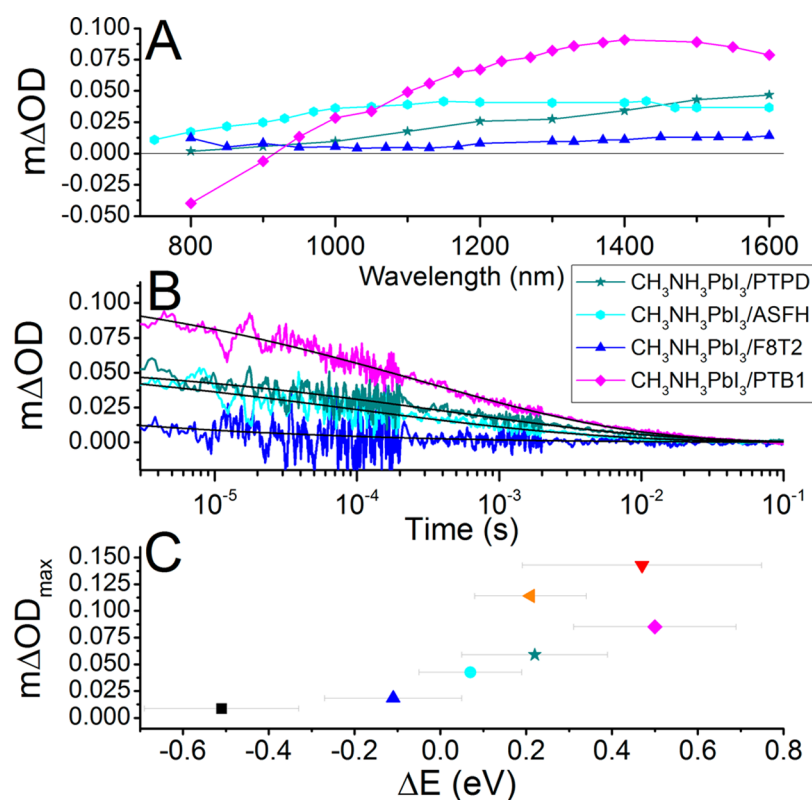 A
mΔOD
0.100
0.075
0.050
0.025
0.000
-0.025
-0.050
800 1000 1200 1400 1600
Wavelength (nm)
CH₃NH₃PbI₃/PTPD
CH₃NH₃PbI₃/ASFH
CH₃NH₃PbI₃/F8T2
CH₃NH₃PbI₃/PTB1
B
mΔOD
0.100
0.075
0.050
0.025
0.000
10⁻⁵ 10⁻⁴ 10⁻³ 10⁻² 10⁻¹
Time (s)
C
mΔODₘₐₓ
0.150
0.125
0.100
0.075
0.050
0.025
0.000
-0.6 -0.4 -0.2 0.0 0.2 0.4 0.6 0.8
ΔE (eV)